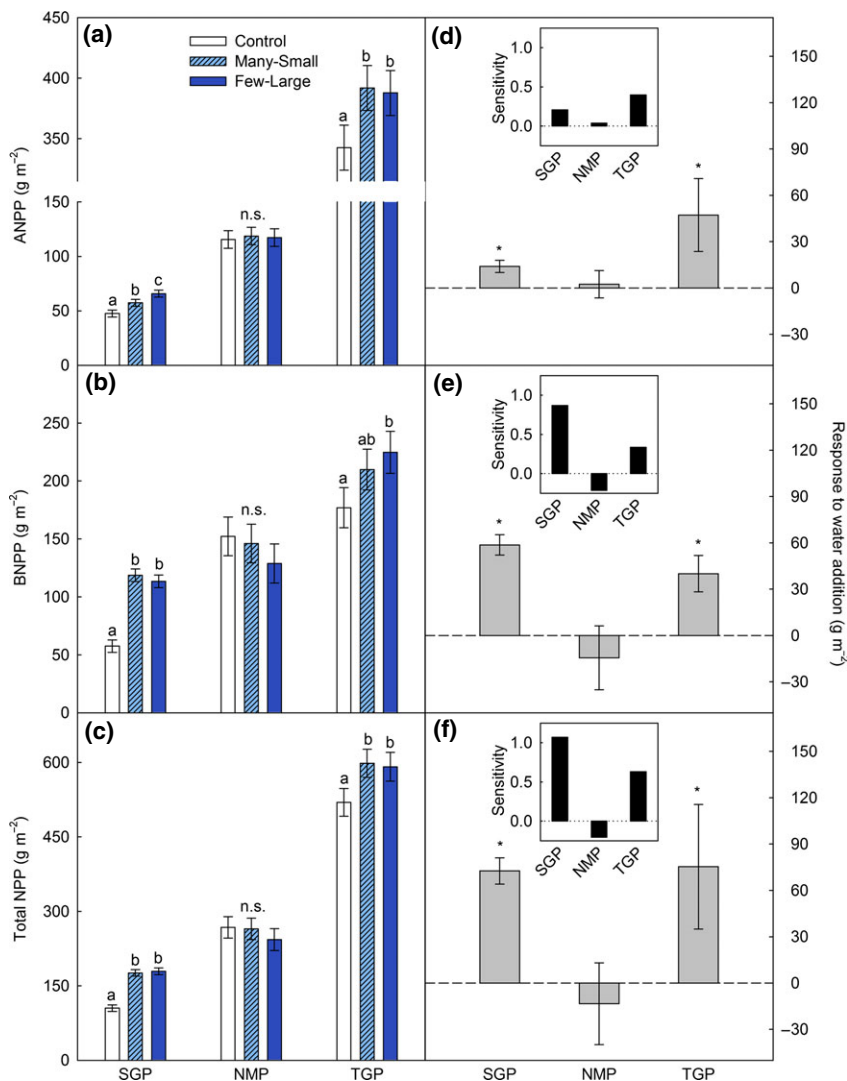 (a)
Control
Many-Small
Few-Large
450
400
350
150
100
50
0
ANPP (g m⁻²)
a
b
c
n.s.
a
b
b
(d)
1.0
0.5
0.0
Sensitivity
SGP
NMP
TGP
*
*
150
120
90
60
30
0
–30
(b)
250
200
150
100
50
0
BNPP (g m⁻²)
a
b
b
n.s.
a
ab
b
(e)
1.0
0.5
0.0
Sensitivity
SGP
NMP
TGP
*
*
150
120
90
60
30
0
–30
Response to water addition (g m⁻²)
(c)
600
450
300
150
0
Total NPP (g m⁻²)
a
b
b
n.s.
a
b
b
SGP
NMP
TGP
(f)
1.0
0.5
0.0
Sensitivity
SGP
NMP
TGP
*
*
150
120
90
60
30
0
–30
SGP
NMP
TGP